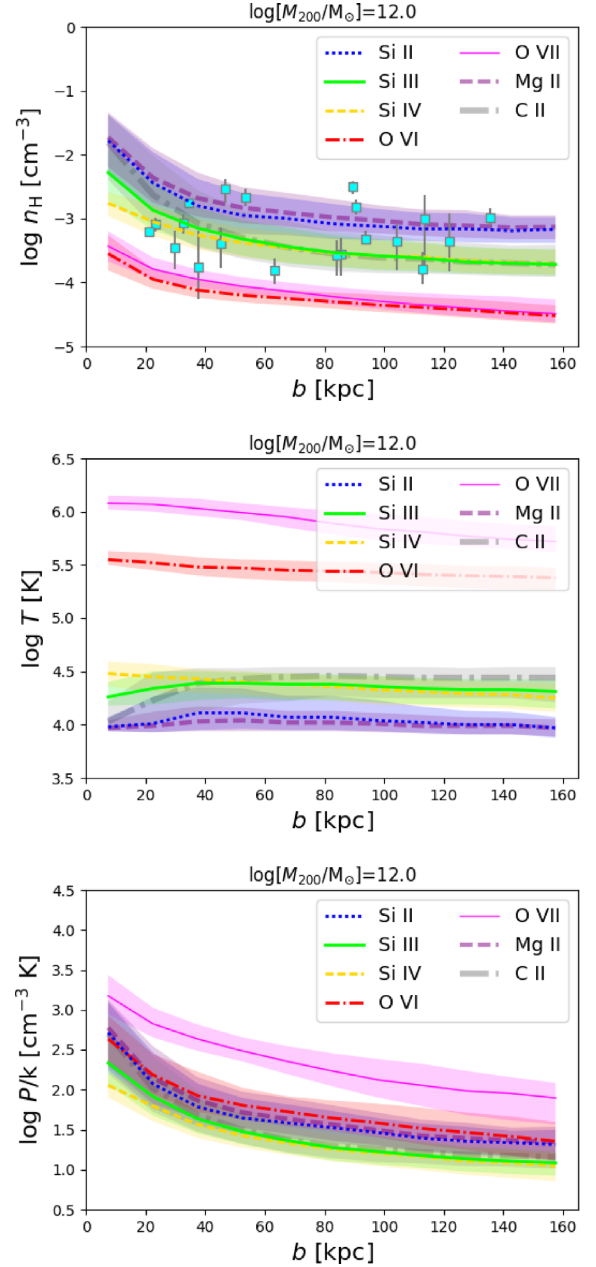 log[M₂₀₀/M⊙]=12.0
0
−1
−2
−3
−4
−5
log n_H [cm⁻³]
Si II
Si III
Si IV
O VI
O VII
Mg II
C II
0 20 40 60 80 100 120 140 160
b [kpc]
log[M₂₀₀/M⊙]=12.0
6.5
6.0
5.5
5.0
4.5
4.0
3.5
log T [K]
Si II
Si III
Si IV
O VI
O VII
Mg II
C II
0 20 40 60 80 100 120 140 160
b [kpc]
log[M₂₀₀/M⊙]=12.0
4.5
4.0
3.5
3.0
2.5
2.0
1.5
1.0
0.5
log P/k [cm⁻³ K]
Si II
Si III
Si IV
O VI
O VII
Mg II
C II
0 20 40 60 80 100 120 140 160
b [kpc]